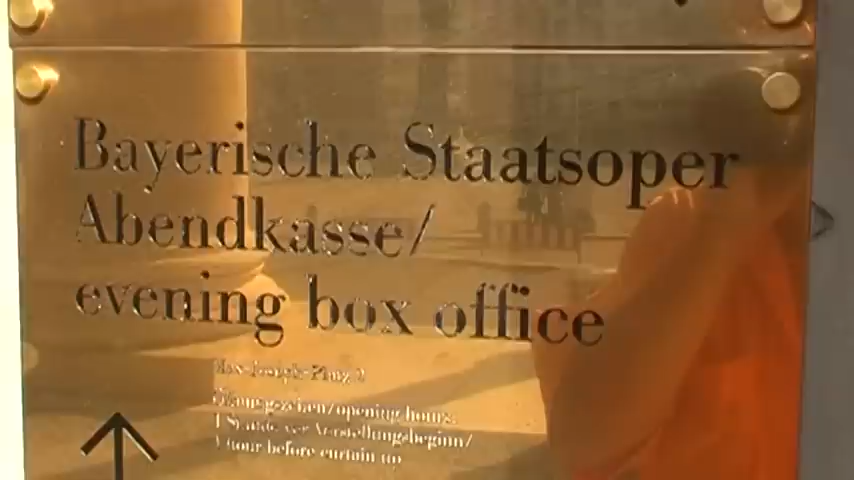 Bayerische Staatsoper
Abendkasse/
evening box office
Max-Joseph-Platz 2
Öffnungszeiten/opening hours:
1 Stunde vor Vorstellungsbeginn/
1 hour before curtain up